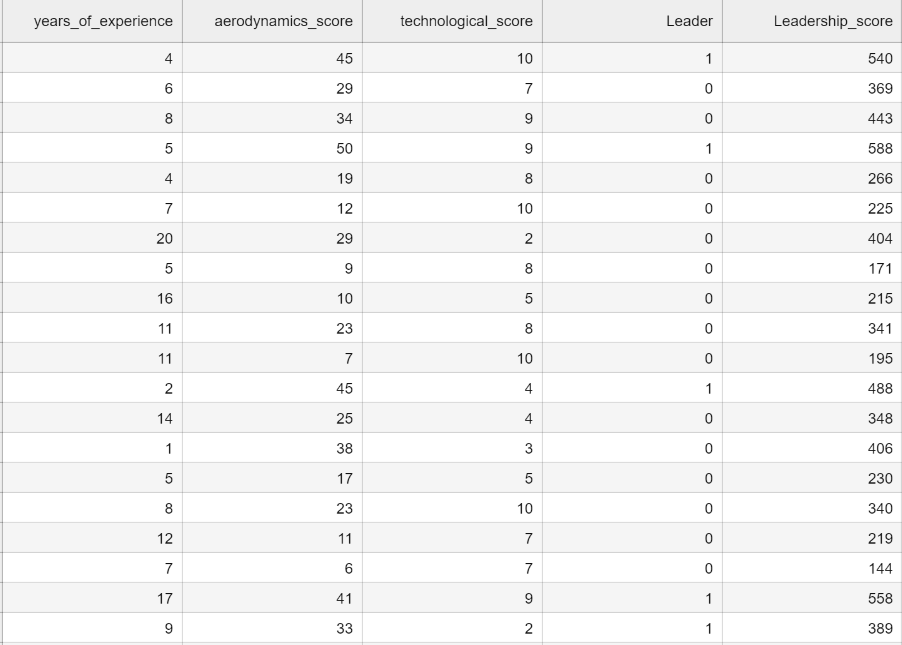 years_of_experience aerodynamics_score technological_score Leader Leadership_score
4 45 10 1 540
6 29 7 0 369
8 34 9 0 443
5 50 9 1 588
4 19 8 0 266
7 12 10 0 225
20 29 2 0 404
5 9 8 0 171
16 10 5 0 215
11 23 8 0 341
11 7 10 0 195
2 45 4 1 488
14 25 4 0 348
1 38 3 0 406
5 17 5 0 230
8 23 10 0 340
12 11 7 0 219
7 6 7 0 144
17 41 9 1 558
9 33 2 1 389